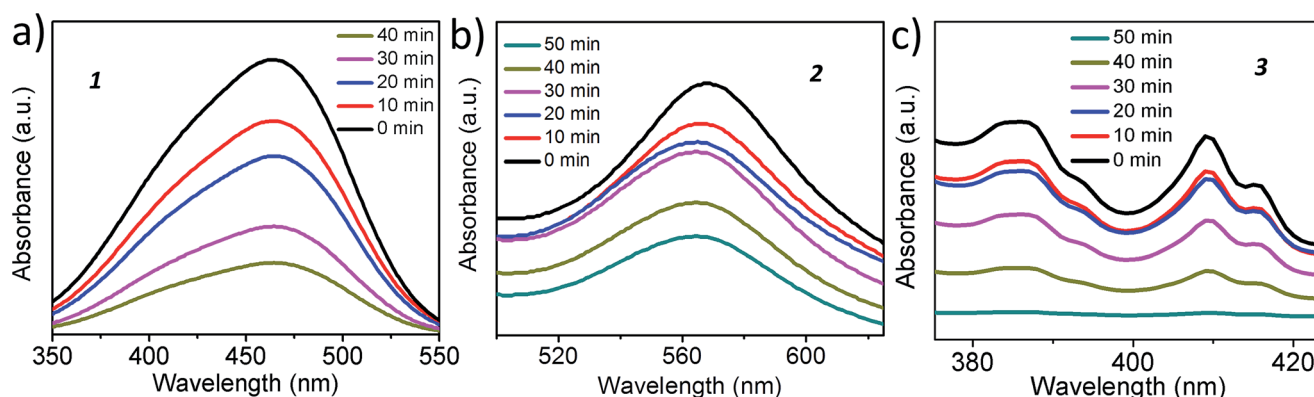 a)
1
40 min
30 min
20 min
10 min
0 min
Absorbance (a.u.)
350 400 450 500 550
Wavelength (nm)
b)
2
50 min
40 min
30 min
20 min
10 min
0 min
Absorbance (a.u.)
520 560 600
Wavelength (nm)
c)
3
50 min
40 min
30 min
20 min
10 min
0 min
Absorbance (a.u.)
380 400 420
Wavelength (nm)